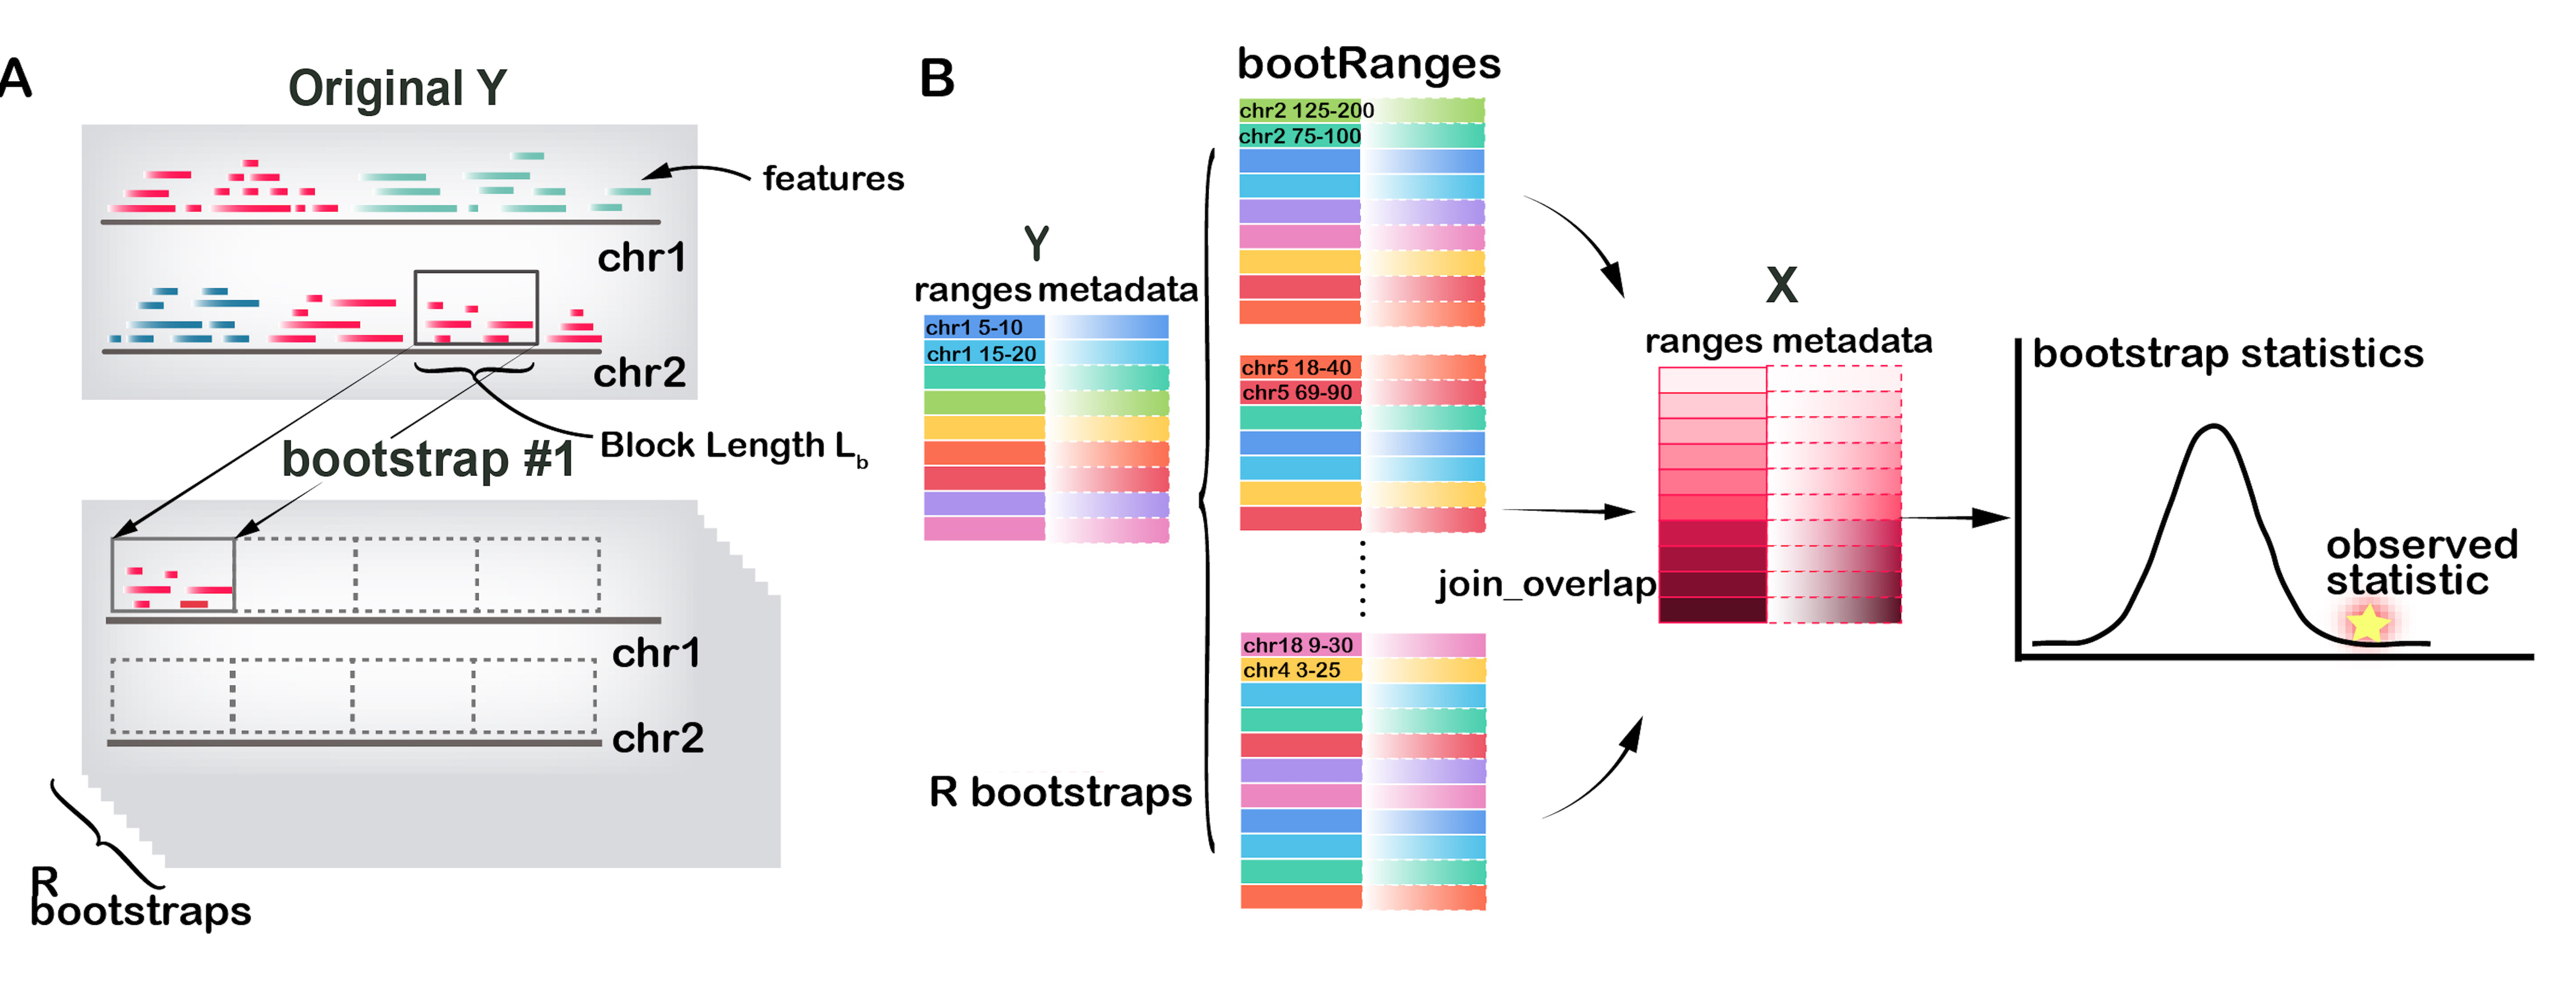 A
Original Y
features
chr1
chr2
Block Length Lb
bootstrap #1
chr1
chr2
R
bootstraps
B
bootRanges
chr2 125-200
chr2 75-100
Y
ranges metadata
chr1 5-10
chr1 15-20
chr5 18-40
chr5 69-90
join_overlap
chr18 9-30
chr4 3-25
R bootstraps
X
ranges metadata
bootstrap statistics
observed
statistic